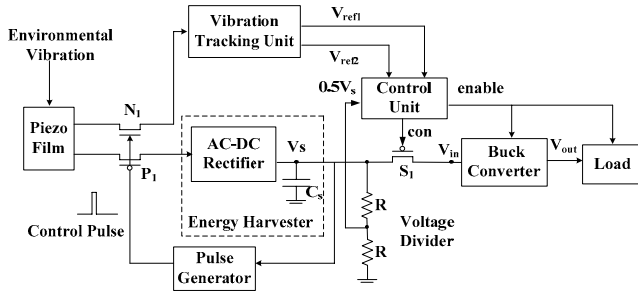 Environmental
Vibration
Vibration
Tracking Unit
Vref1
Vref2
0.5Vs
Control
Unit
enable
con
Piezo
Film
N1
P1
AC-DC
Rectifier
Vs
Cs
Energy Harvester
S1
Vin
Buck
Converter
Vout
Load
R
R
Voltage
Divider
Control Pulse
Pulse
Generator